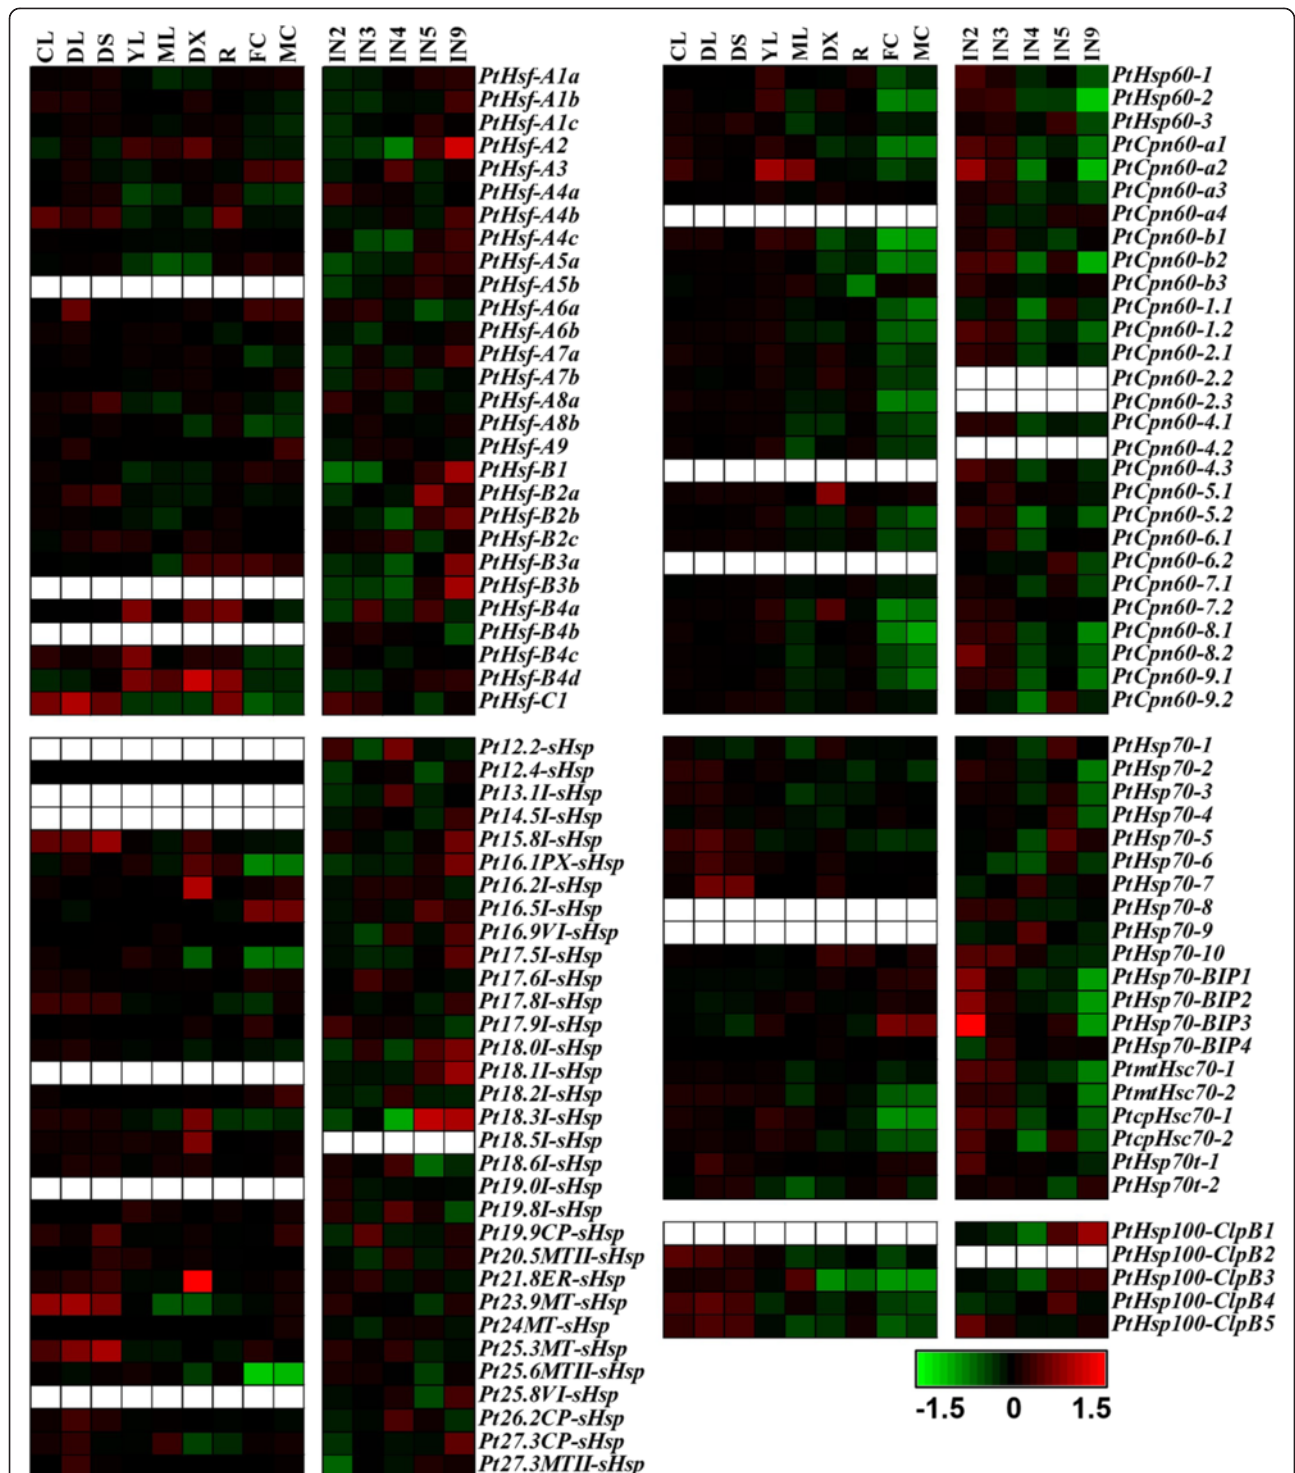 CL DL DS YL ML DX R FC MC IN2 IN3 IN4 IN5 IN9
PtHsf-A1a
PtHsf-A1b
PtHsf-A1c
PtHsf-A2
PtHsf-A3
PtHsf-A4a
PtHsf-A4b
PtHsf-A4c
PtHsf-A5a
PtHsf-A5b
PtHsf-A6a
PtHsf-A6b
PtHsf-A7a
PtHsf-A7b
PtHsf-A8a
PtHsf-A8b
PtHsf-A9
PtHsf-B1
PtHsf-B2a
PtHsf-B2b
PtHsf-B2c
PtHsf-B3a
PtHsf-B3b
PtHsf-B4a
PtHsf-B4b
PtHsf-B4c
PtHsf-B4d
PtHsf-C1
Pt12.2-sHsp
Pt12.4-sHsp
Pt13.1I-sHsp
Pt14.5I-sHsp
Pt15.8I-sHsp
Pt16.1PX-sHsp
Pt16.2I-sHsp
Pt16.5I-sHsp
Pt16.9VI-sHsp
Pt17.5I-sHsp
Pt17.6I-sHsp
Pt17.8I-sHsp
Pt17.9I-sHsp
Pt18.0I-sHsp
Pt18.1I-sHsp
Pt18.2I-sHsp
Pt18.3I-sHsp
Pt18.5I-sHsp
Pt18.6I-sHsp
Pt19.0I-sHsp
Pt19.8I-sHsp
Pt19.9CP-sHsp
Pt20.5MTII-sHsp
Pt21.8ER-sHsp
Pt23.9MT-sHsp
Pt24MT-sHsp
Pt25.3MT-sHsp
Pt25.6MTII-sHsp
Pt25.8VI-sHsp
Pt26.2CP-sHsp
Pt27.3CP-sHsp
Pt27.3MTII-sHsp
CL DL DS YL ML DX R FC MC IN2 IN3 IN4 IN5 IN9
PtHsp60-1
PtHsp60-2
PtHsp60-3
PtCpn60-a1
PtCpn60-a2
PtCpn60-a3
PtCpn60-a4
PtCpn60-b1
PtCpn60-b2
PtCpn60-b3
PtCpn60-1.1
PtCpn60-1.2
PtCpn60-2.1
PtCpn60-2.2
PtCpn60-2.3
PtCpn60-4.1
PtCpn60-4.2
PtCpn60-4.3
PtCpn60-5.1
PtCpn60-5.2
PtCpn60-6.1
PtCpn60-6.2
PtCpn60-7.1
PtCpn60-7.2
PtCpn60-8.1
PtCpn60-8.2
PtCpn60-9.1
PtCpn60-9.2
PtHsp70-1
PtHsp70-2
PtHsp70-3
PtHsp70-4
PtHsp70-5
PtHsp70-6
PtHsp70-7
PtHsp70-8
PtHsp70-9
PtHsp70-10
PtHsp70-BIP1
PtHsp70-BIP2
PtHsp70-BIP3
PtHsp70-BIP4
PtmtHsc70-1
PtmtHsc70-2
PtcpHsc70-1
PtcpHsc70-2
PtHsp70t-1
PtHsp70t-2
PtHsp100-ClpB1
PtHsp100-ClpB2
PtHsp100-ClpB3
PtHsp100-ClpB4
PtHsp100-ClpB5
-1.5 0 1.5